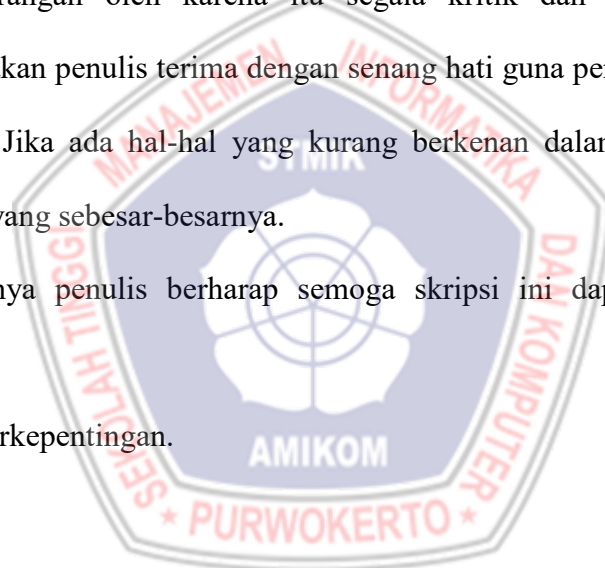 rangan oleh karena itu segala kritik dan
kan penulis terima dengan senang hati guna per
Jika ada hal-hal yang kurang berkenan dalam
yang sebesar-besarnya.
nya penulis berharap semoga skripsi ini dap
rkepentingan.
SEKOLAH TINGGI MANAJEMEN INFORMATIKA DAN KOMPUTER
STMIK
AMIKOM
* PURWOKERTO *